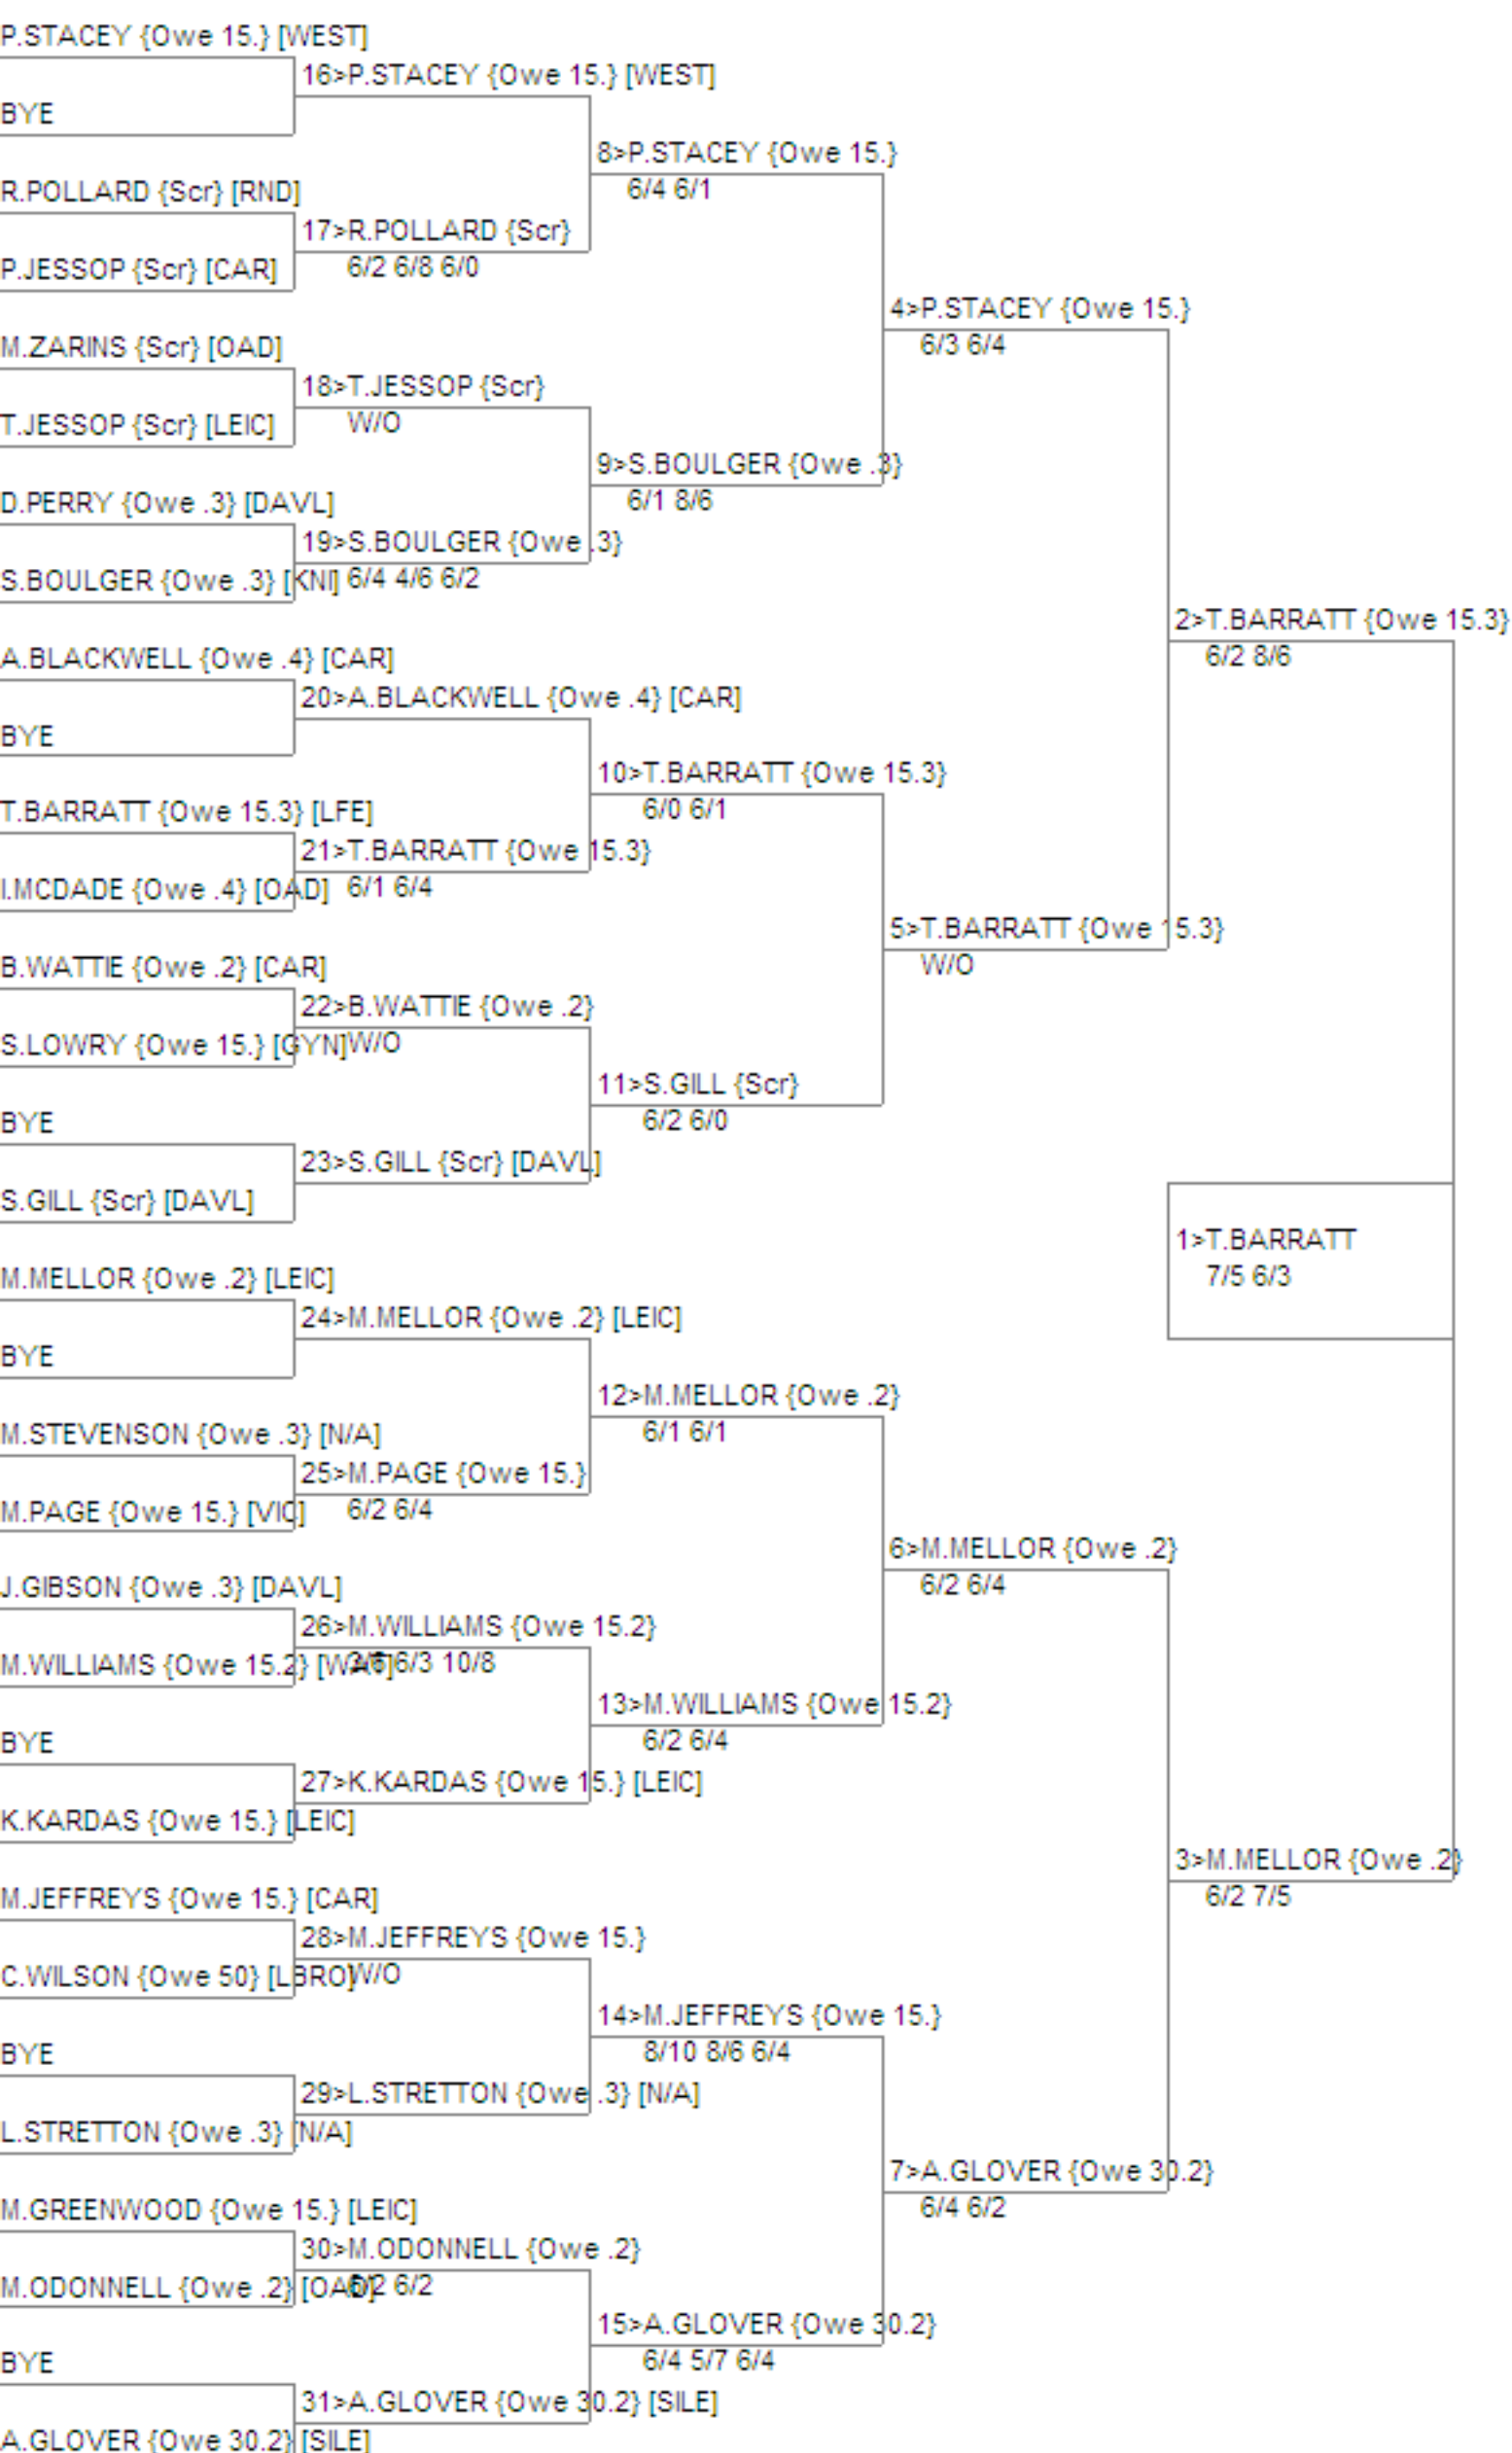 P.STACEY {Owe 15.} [WEST]
BYE
R.POLLARD {Scr} [RND]
P.JESSOP {Scr} [CAR]
M.ZARINS {Scr} [OAD]
T.JESSOP {Scr} [LEIC]
D.PERRY {Owe .3} [DAVL]
S.BOULGER {Owe .3} [KNI]
A.BLACKWELL {Owe .4} [CAR]
BYE
T.BARRATT {Owe 15.3} [LFE]
I.MCDADE {Owe .4} [OAD]
B.WATTIE {Owe .2} [CAR]
S.LOWRY {Owe 15.} [GYN]
BYE
S.GILL {Scr} [DAVL]
M.MELLOR {Owe .2} [LEIC]
BYE
M.STEVENSON {Owe .3} [N/A]
M.PAGE {Owe 15.} [VIC]
J.GIBSON {Owe .3} [DAVL]
M.WILLIAMS {Owe 15.2} [WAT]
BYE
K.KARDAS {Owe 15.} [LEIC]
M.JEFFREYS {Owe 15.} [CAR]
C.WILSON {Owe 50} [LBRO]
BYE
L.STRETTON {Owe .3} [N/A]
M.GREENWOOD {Owe 15.} [LEIC]
M.ODONNELL {Owe .2} [OAD]
BYE
A.GLOVER {Owe 30.2} [SILE]
16>P.STACEY {Owe 15.} [WEST]
17>R.POLLARD {Scr}
6/2 6/8 6/0
18>T.JESSOP {Scr}
W/O
19>S.BOULGER {Owe .3}
6/4 4/6 6/2
20>A.BLACKWELL {Owe .4} [CAR]
21>T.BARRATT {Owe 15.3}
6/1 6/4
22>B.WATTIE {Owe .2}
W/O
23>S.GILL {Scr} [DAVL]
24>M.MELLOR {Owe .2} [LEIC]
25>M.PAGE {Owe 15.}
6/2 6/4
26>M.WILLIAMS {Owe 15.2}
3/6 6/3 10/8
27>K.KARDAS {Owe 15.} [LEIC]
28>M.JEFFREYS {Owe 15.}
W/O
29>L.STRETTON {Owe .3} [N/A]
30>M.ODONNELL {Owe .2}
6/2 6/2
31>A.GLOVER {Owe 30.2} [SILE]
8>P.STACEY {Owe 15.}
6/4 6/1
9>S.BOULGER {Owe .3}
6/1 8/6
10>T.BARRATT {Owe 15.3}
6/0 6/1
11>S.GILL {Scr}
6/2 6/0
12>M.MELLOR {Owe .2}
6/1 6/1
13>M.WILLIAMS {Owe 15.2}
6/2 6/4
14>M.JEFFREYS {Owe 15.}
8/10 8/6 6/4
15>A.GLOVER {Owe 30.2}
6/4 5/7 6/4
4>P.STACEY {Owe 15.}
6/3 6/4
5>T.BARRATT {Owe 15.3}
W/O
6>M.MELLOR {Owe .2}
6/2 6/4
7>A.GLOVER {Owe 30.2}
6/4 6/2
2>T.BARRATT {Owe 15.3}
6/2 8/6
3>M.MELLOR {Owe .2}
6/2 7/5
1>T.BARRATT
7/5 6/3